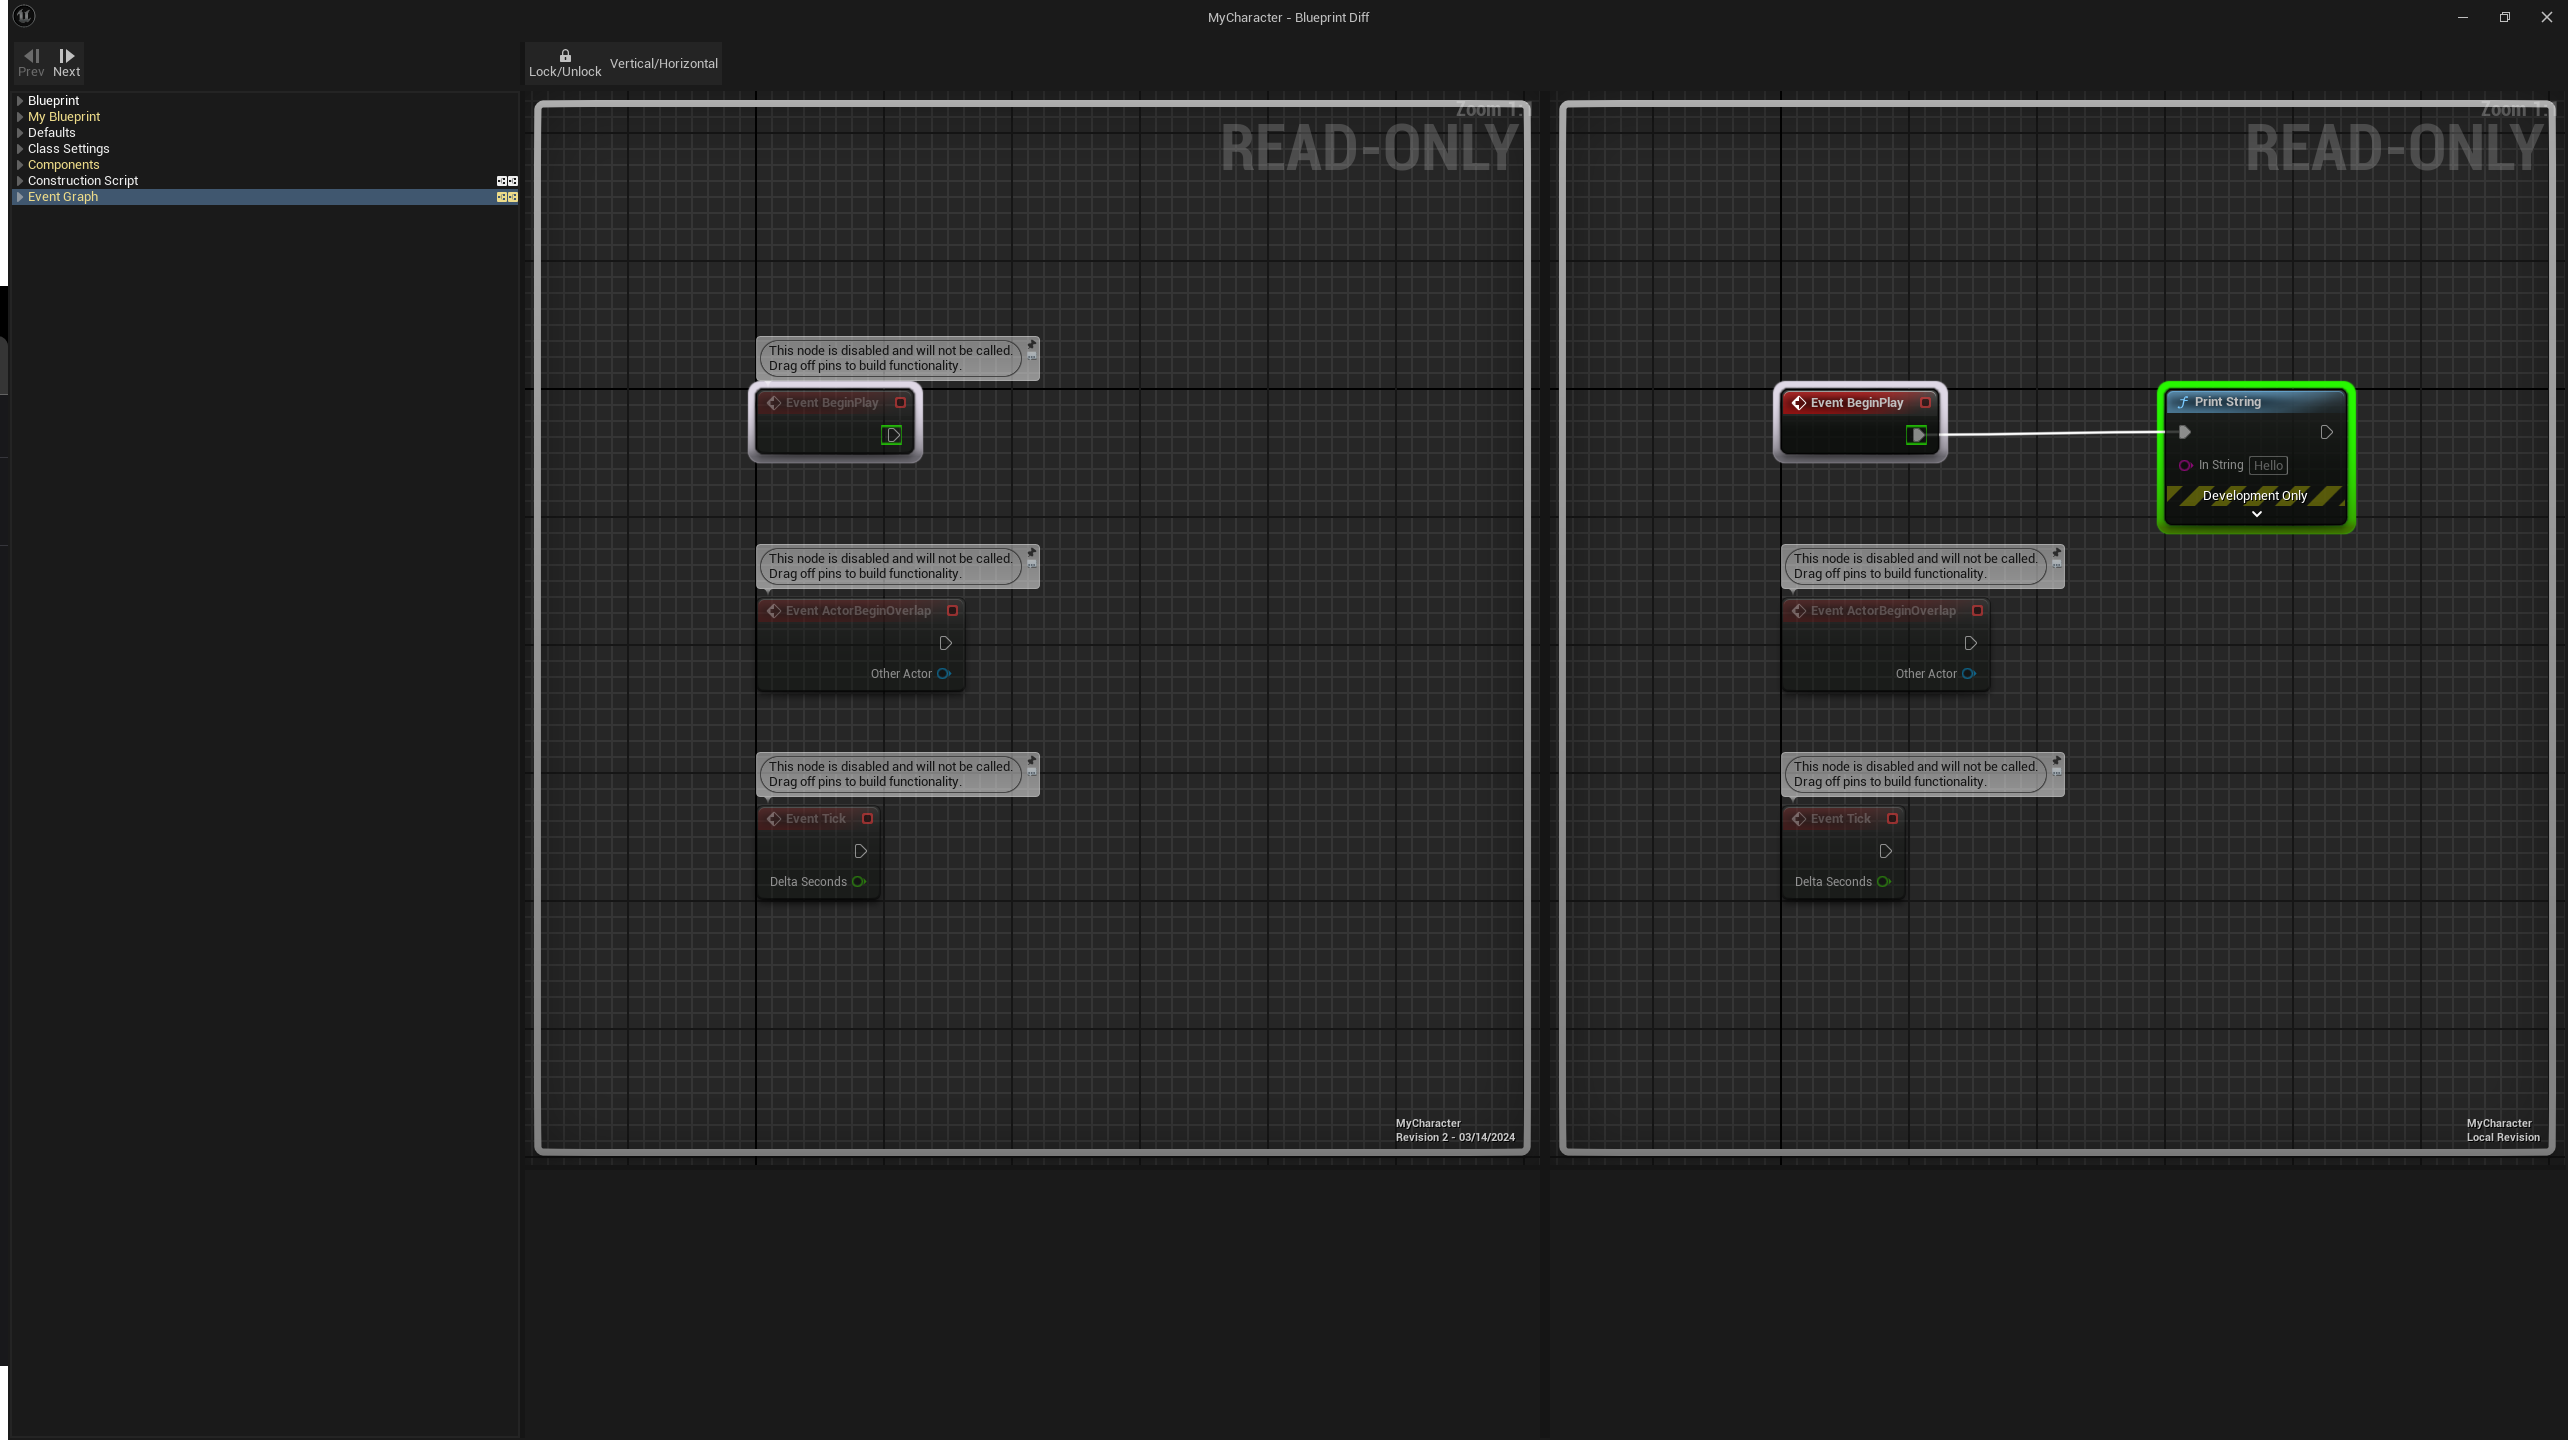 MyCharacter - Blueprint Diff
Prev
Next
Lock/Unlock
Vertical/Horizontal
Blueprint
My Blueprint
Defaults
Class Settings
Components
Construction Script
Event Graph
Zoom 1:1
READ-ONLY
This node is disabled and will not be called.
Drag off pins to build functionality.
Event BeginPlay
This node is disabled and will not be called.
Drag off pins to build functionality.
Event ActorBeginOverlap
Other Actor
This node is disabled and will not be called.
Drag off pins to build functionality.
Event Tick
Delta Seconds
MyCharacter
Revision 2 - 03/14/2024
Zoom 1:1
READ-ONLY
Event BeginPlay
Print String
In String Hello
Development Only
This node is disabled and will not be called.
Drag off pins to build functionality.
Event ActorBeginOverlap
Other Actor
This node is disabled and will not be called.
Drag off pins to build functionality.
Event Tick
Delta Seconds
MyCharacter
Local Revision